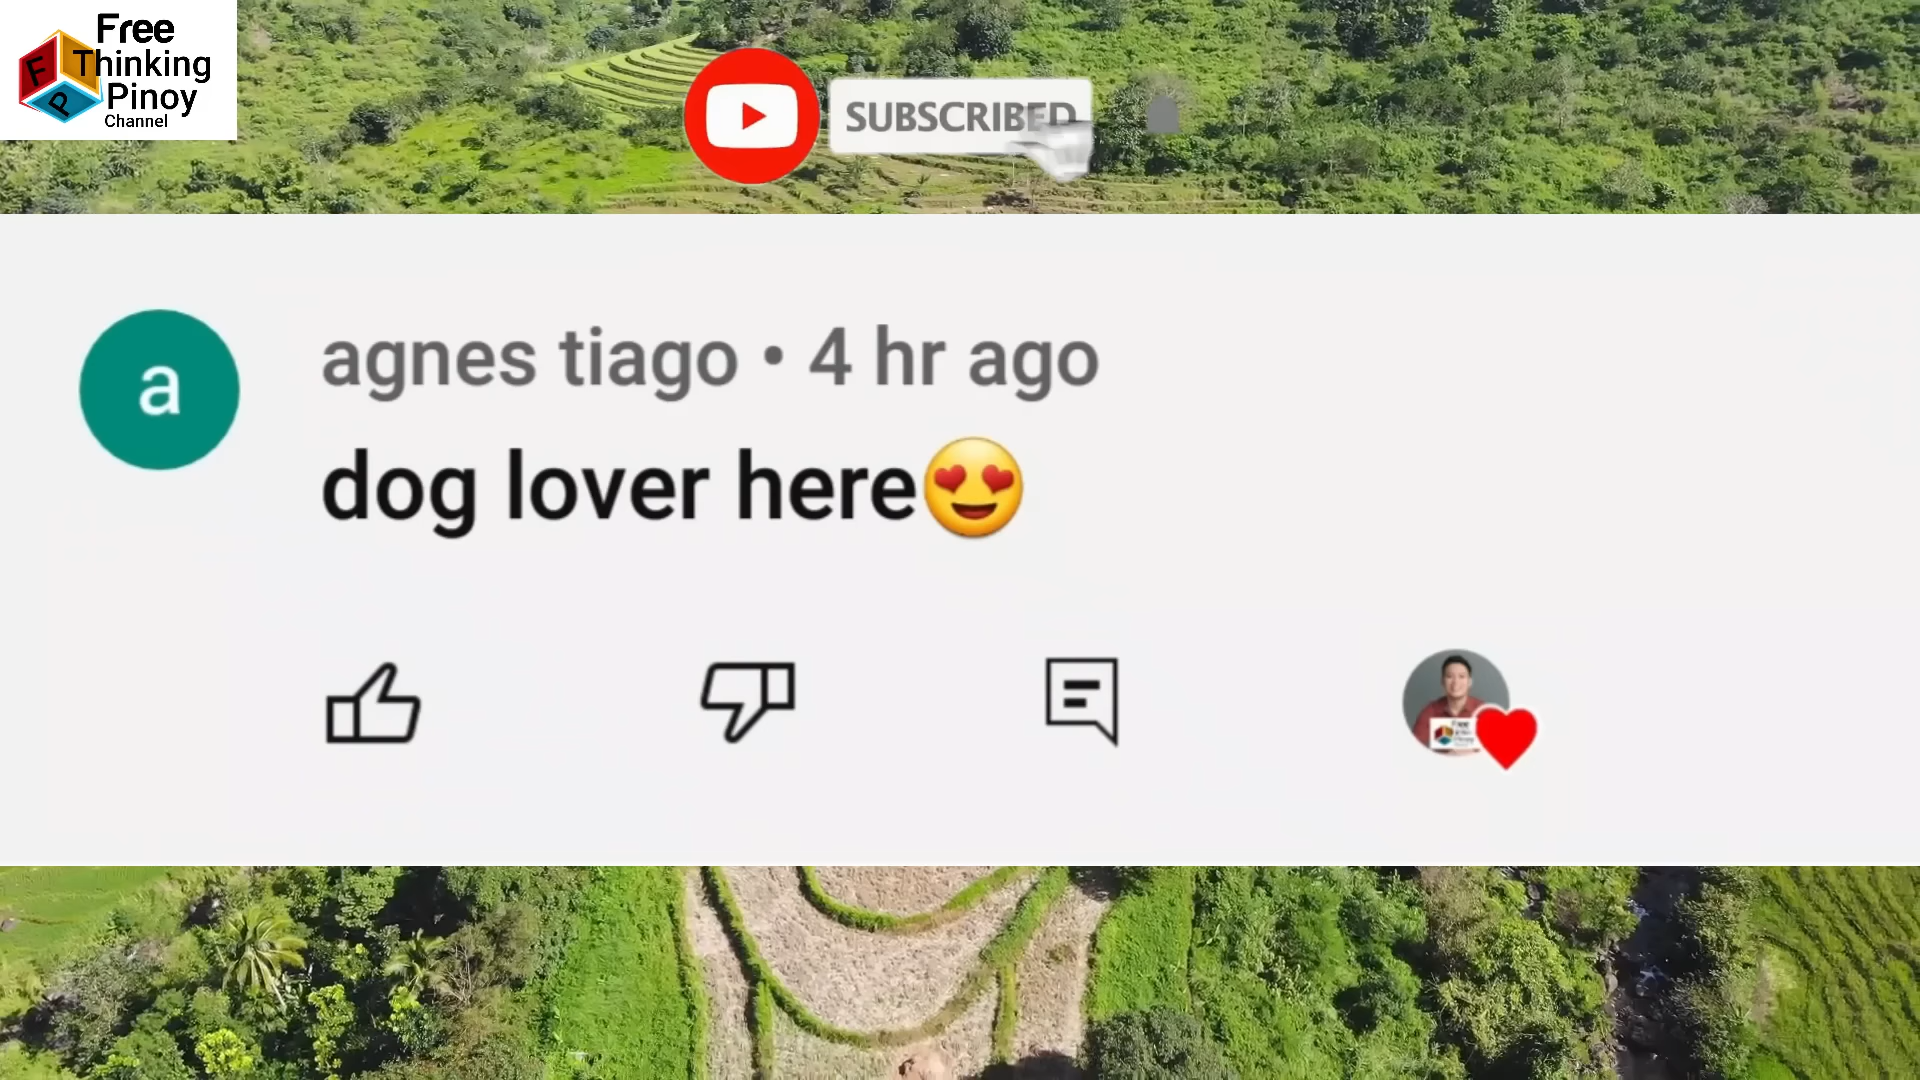 Free
Thinking
Pinoy
Channel
F
P
SUBSCRIBED
a
agnes tiago • 4 hr ago
dog lover here😍